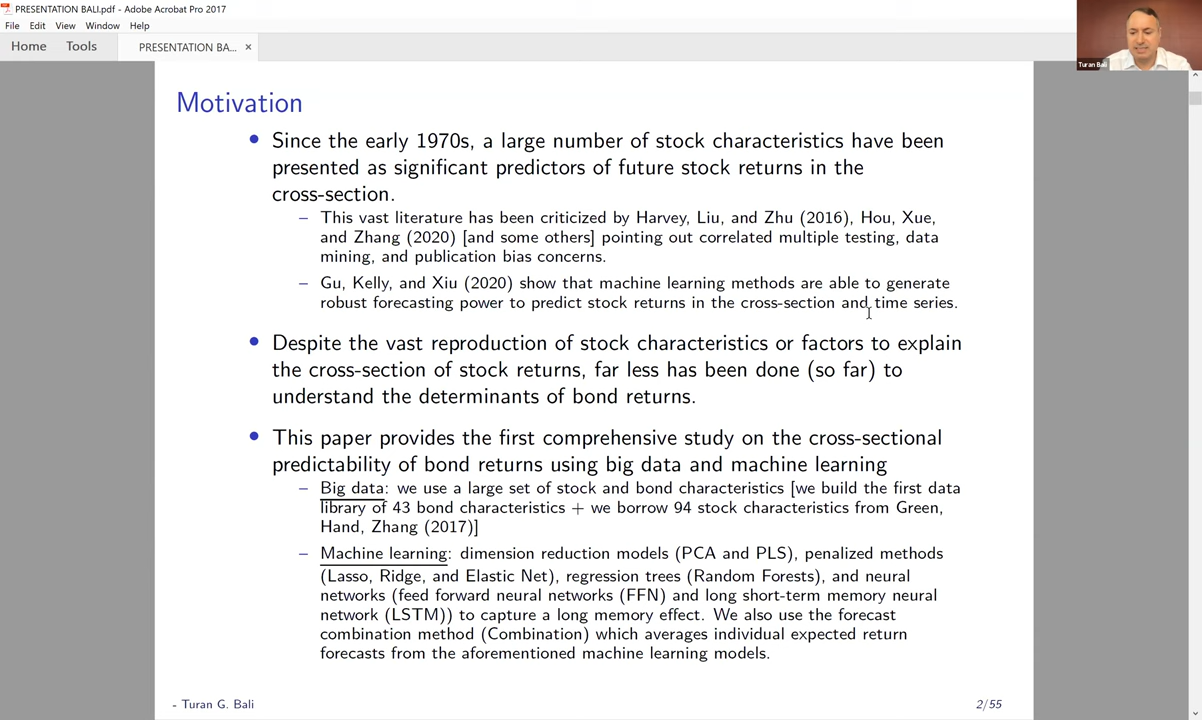 PRESENTATION BALI.pdf - Adobe Acrobat Pro 2017
File Edit View Window Help
Home Tools PRESENTATION BA... ×
Turan Bali
Motivation
• Since the early 1970s, a large number of stock characteristics have been
presented as significant predictors of future stock returns in the
cross-section.
– This vast literature has been criticized by Harvey, Liu, and Zhu (2016), Hou, Xue,
and Zhang (2020) [and some others] pointing out correlated multiple testing, data
mining, and publication bias concerns.
– Gu, Kelly, and Xiu (2020) show that machine learning methods are able to generate
robust forecasting power to predict stock returns in the cross-section and time series.
• Despite the vast reproduction of stock characteristics or factors to explain
the cross-section of stock returns, far less has been done (so far) to
understand the determinants of bond returns.
• This paper provides the first comprehensive study on the cross-sectional
predictability of bond returns using big data and machine learning
– Big data: we use a large set of stock and bond characteristics [we build the first data
library of 43 bond characteristics + we borrow 94 stock characteristics from Green,
Hand, Zhang (2017)]
– Machine learning: dimension reduction models (PCA and PLS), penalized methods
(Lasso, Ridge, and Elastic Net), regression trees (Random Forests), and neural
networks (feed forward neural networks (FFN) and long short-term memory neural
network (LSTM)) to capture a long memory effect. We also use the forecast
combination method (Combination) which averages individual expected return
forecasts from the aforementioned machine learning models.
- Turan G. Bali 2/55